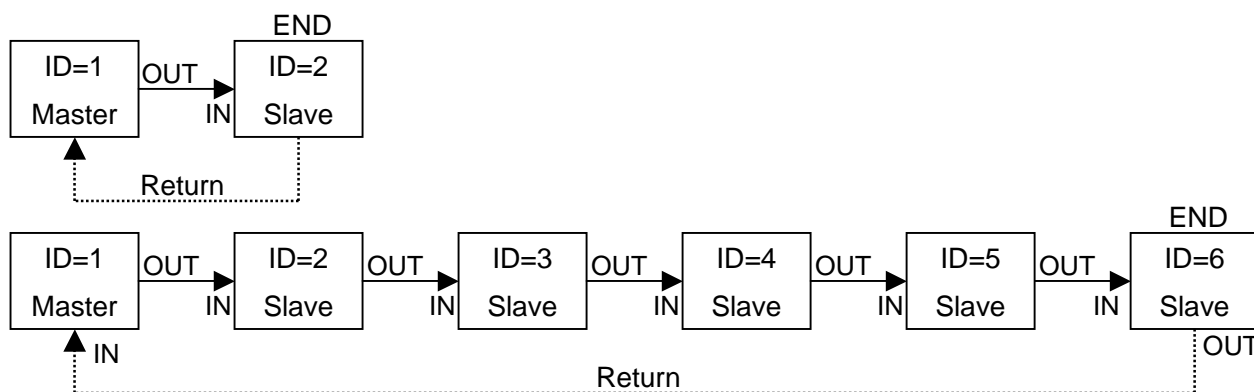 END
ID=1 OUT ID=2
Master IN Slave
Return
END
ID=1 OUT ID=2 OUT ID=3 OUT ID=4 OUT ID=5 OUT ID=6
Master IN Slave IN Slave IN Slave IN Slave IN Slave
IN OUT
Return